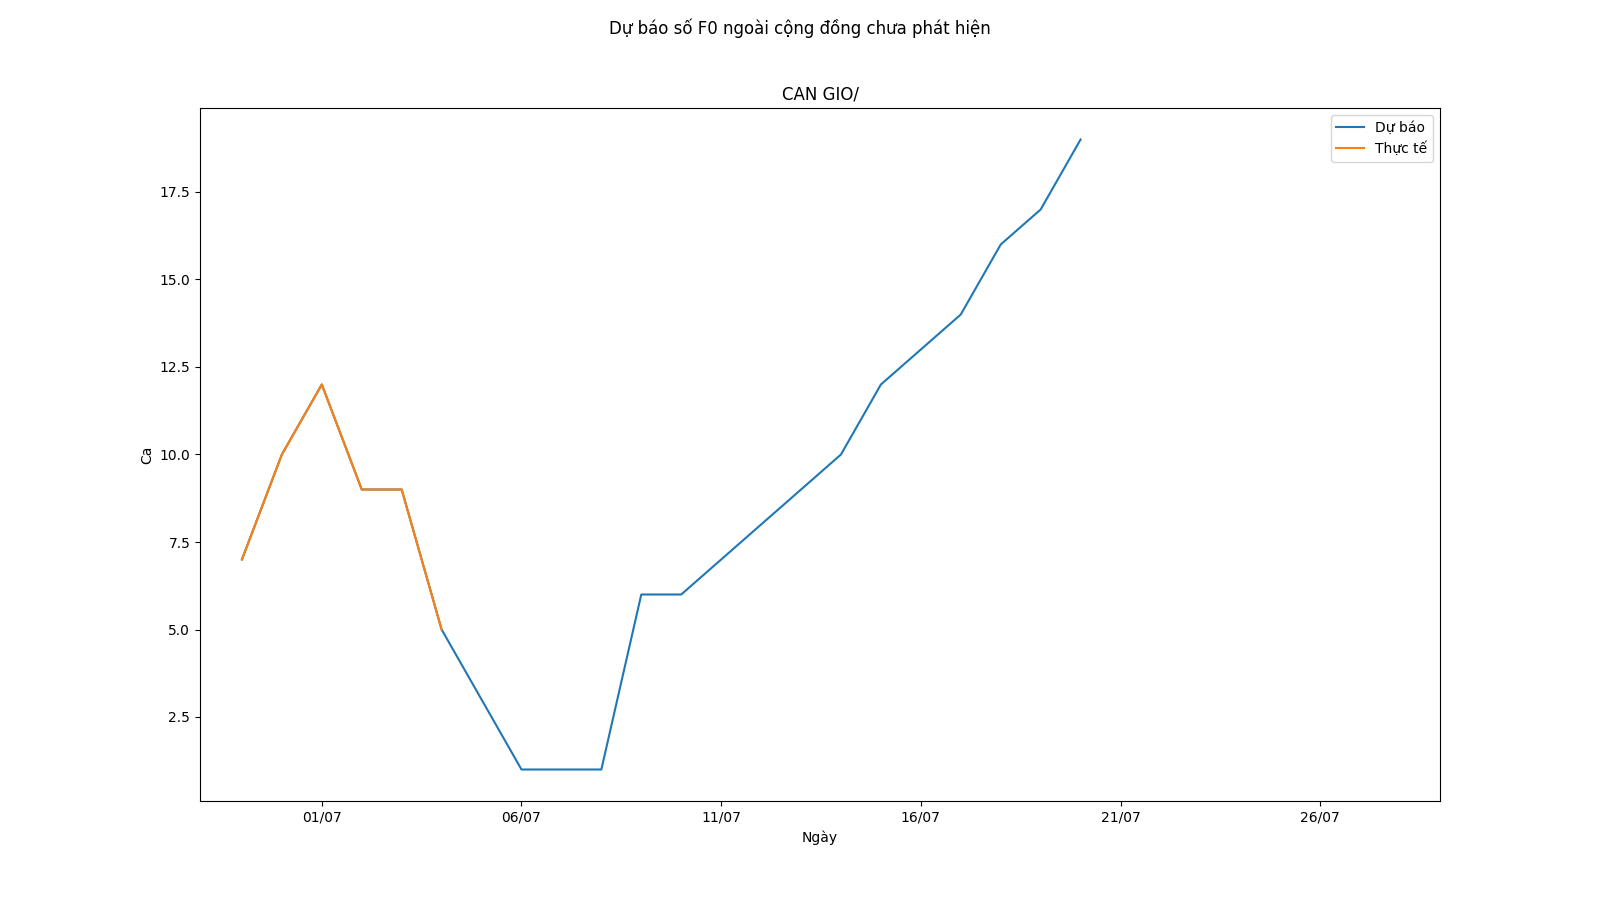 Dự báo số F0 ngoài cộng đồng chưa phát hiện
CAN GIO/
Dự báo
Thực tế
17.5
15.0
12.5
10.0
7.5
5.0
2.5
Ca
01/07 06/07 11/07 16/07 21/07 26/07
Ngày